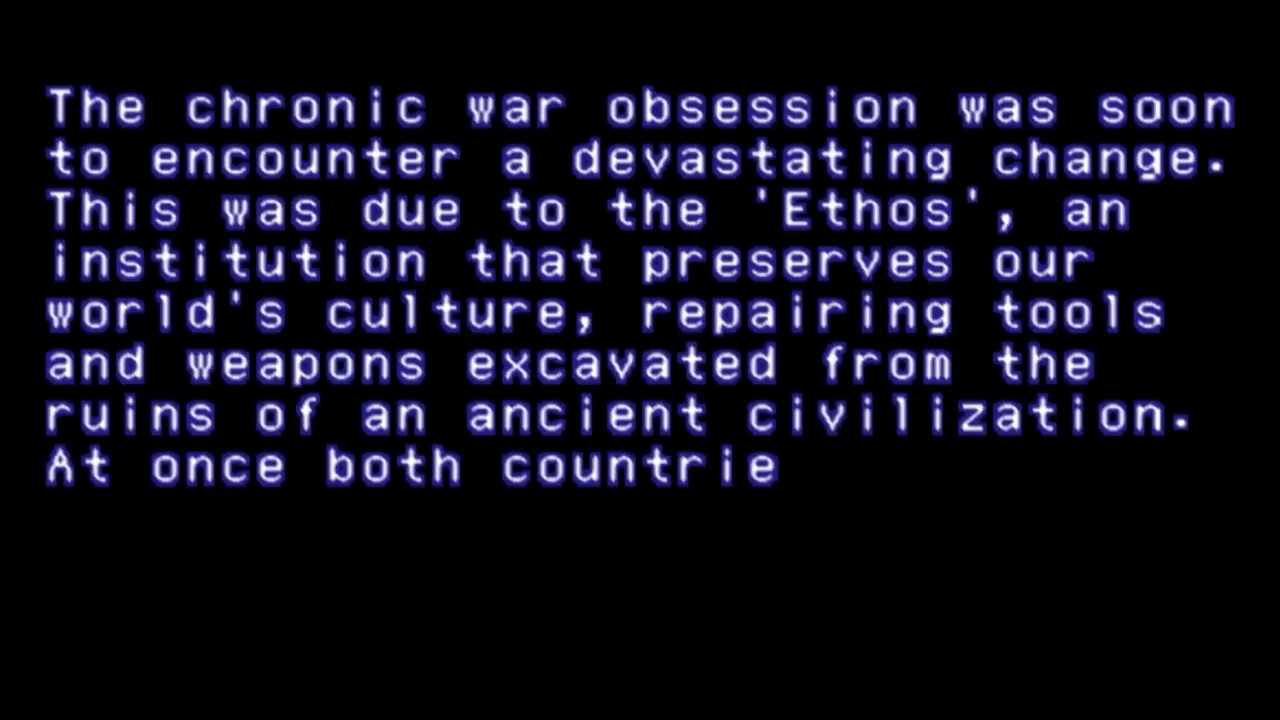 The chronic war obsession was soon
to encounter a devastating change.
This was due to the 'Ethos', an
institution that preserves our
world's culture, repairing tools
and weapons excavated from the
ruins of an ancient civilization.
At once both countrie